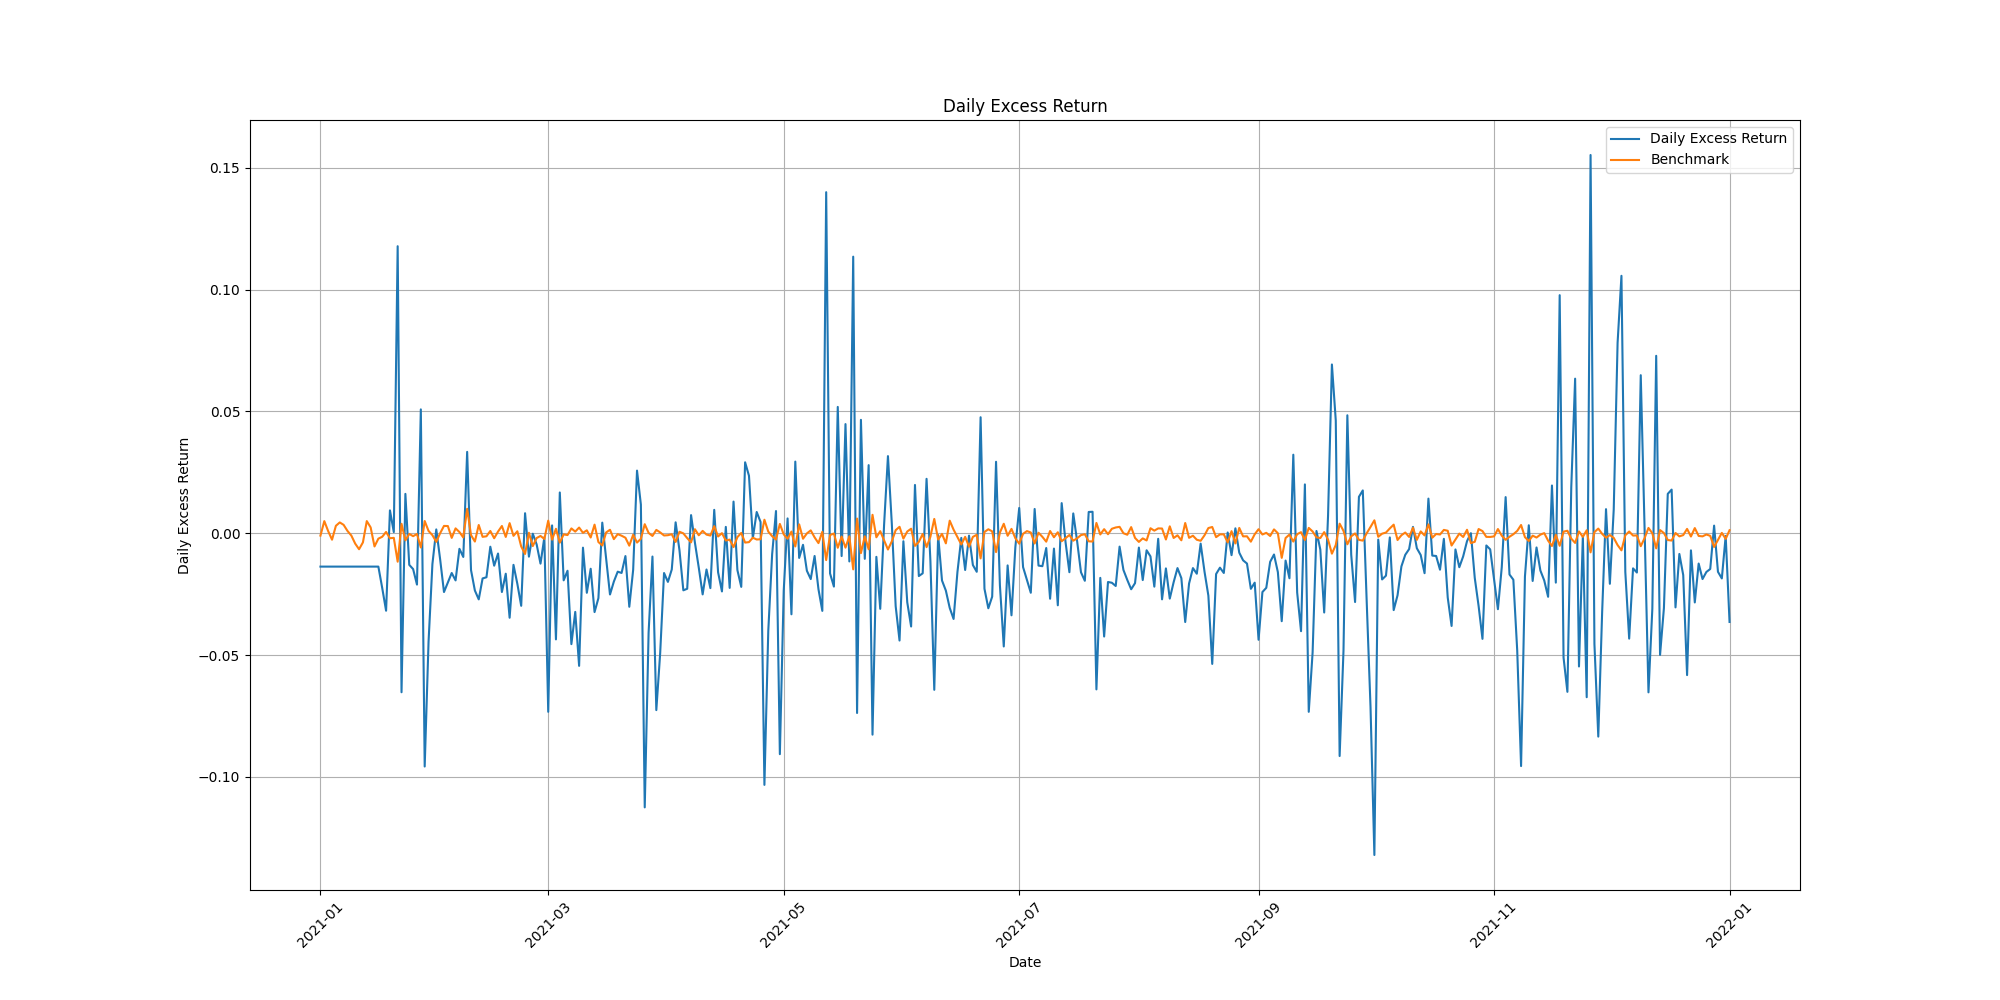 Daily Excess Return
Daily Excess Return
Benchmark
0.15
0.10
0.05
0.00
−0.05
−0.10
Daily Excess Return
2021-01
2021-03
2021-05
2021-07
2021-09
2021-11
2022-01
Date